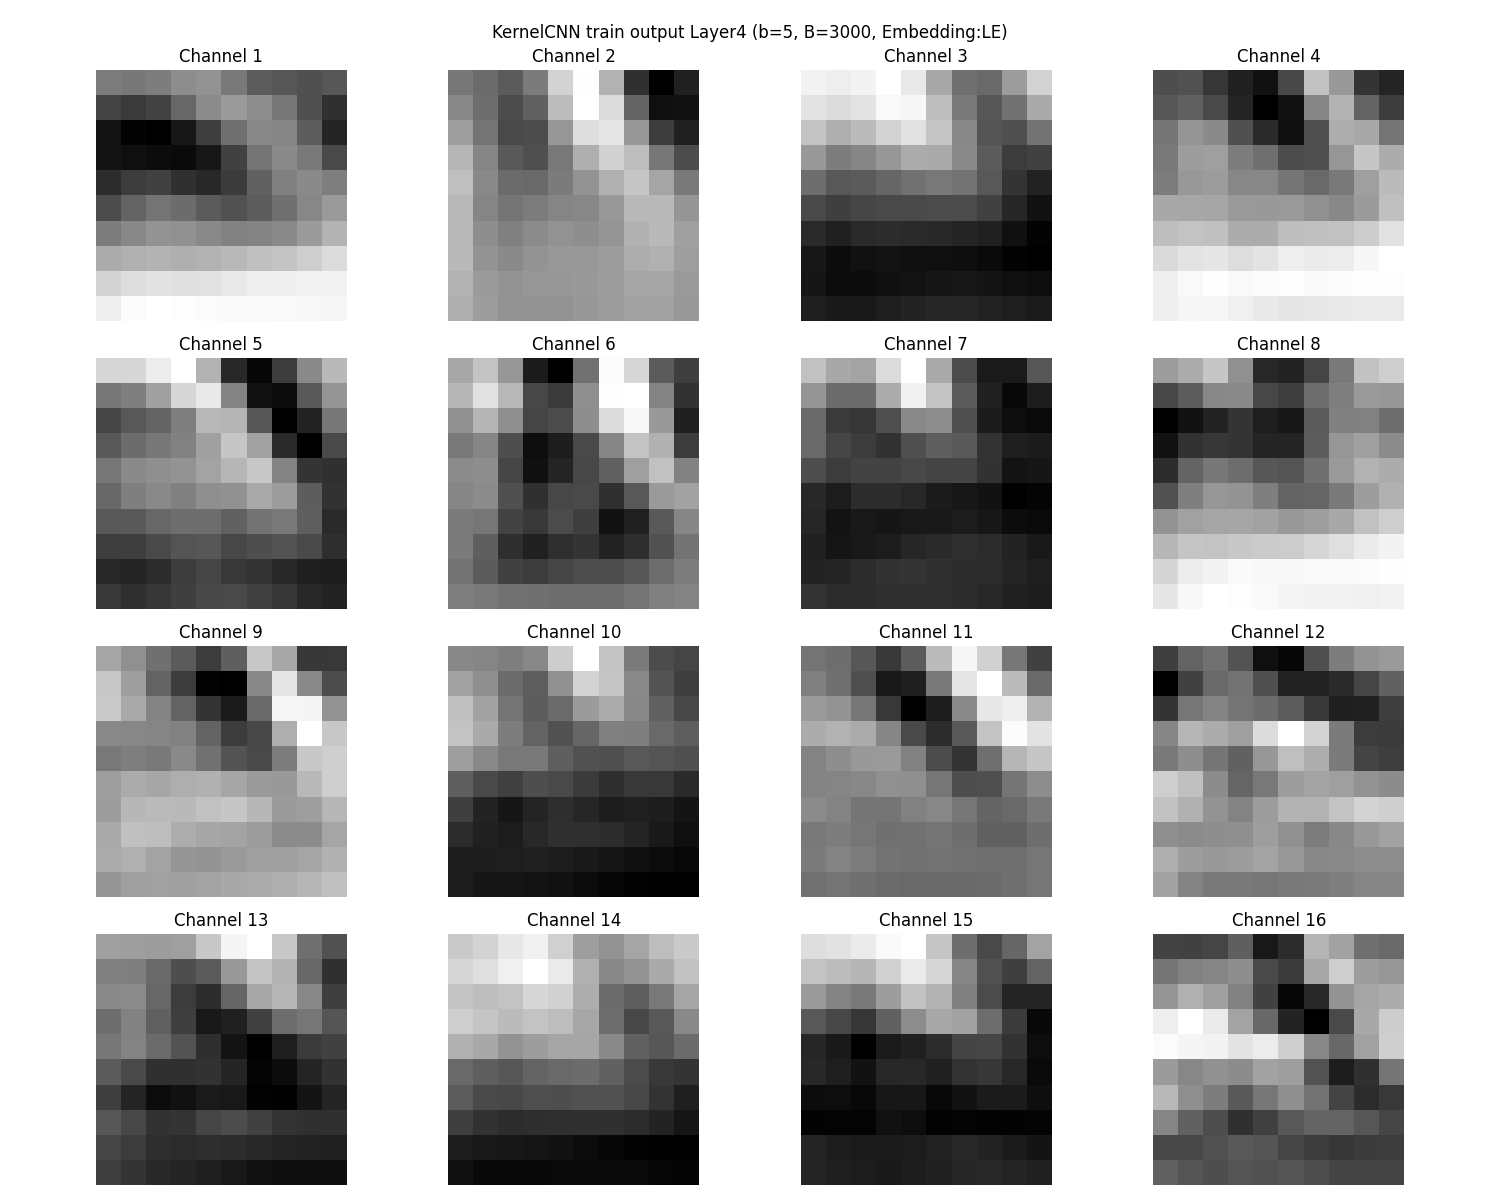 KernelCNN train output Layer4 (b=5, B=3000, Embedding:LE)
Channel 1
Channel 2
Channel 3
Channel 4
Channel 5
Channel 6
Channel 7
Channel 8
Channel 9
Channel 10
Channel 11
Channel 12
Channel 13
Channel 14
Channel 15
Channel 16